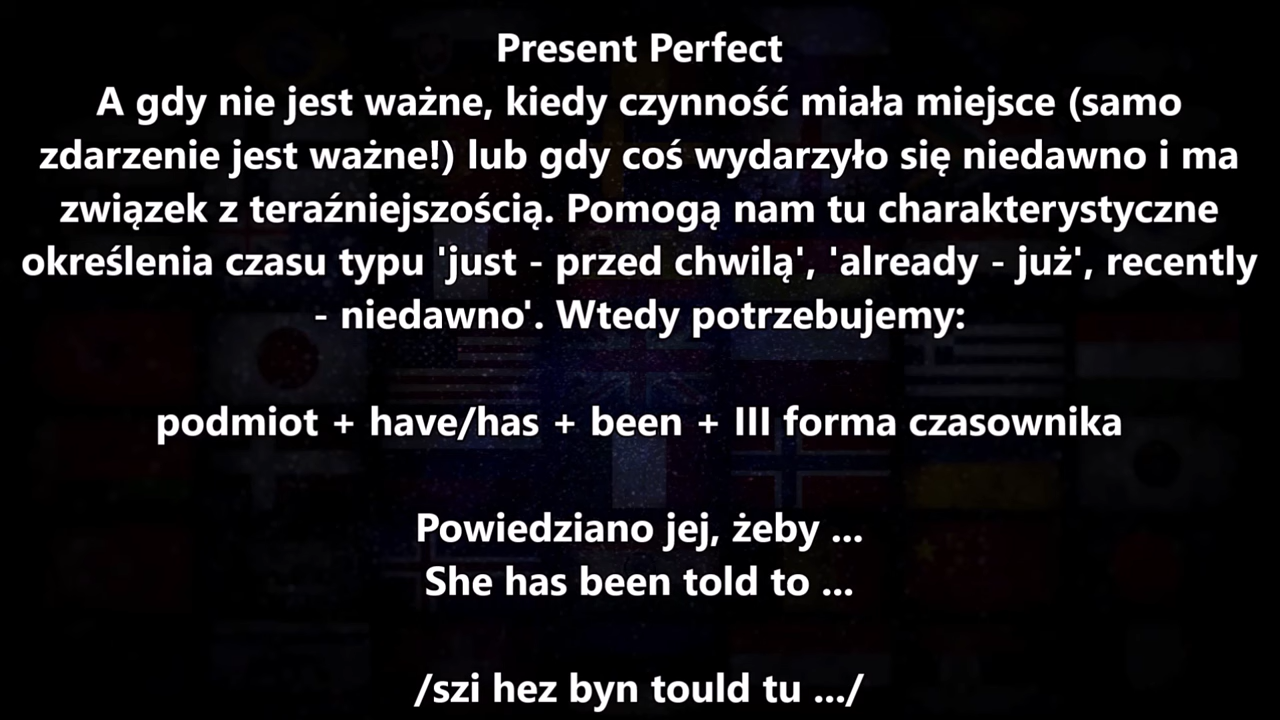 Present Perfect
A gdy nie jest ważne, kiedy czynność miała miejsce (samo
zdarzenie jest ważne!) lub gdy coś wydarzyło się niedawno i ma
związek z teraźniejszością. Pomogą nam tu charakterystyczne
określenia czasu typu 'just - przed chwilą', 'already - już', recently
- niedawno'. Wtedy potrzebujemy:
podmiot + have/has + been + III forma czasownika
Powiedziano jej, żeby ...
She has been told to ...
/szi hez byn tould tu .../